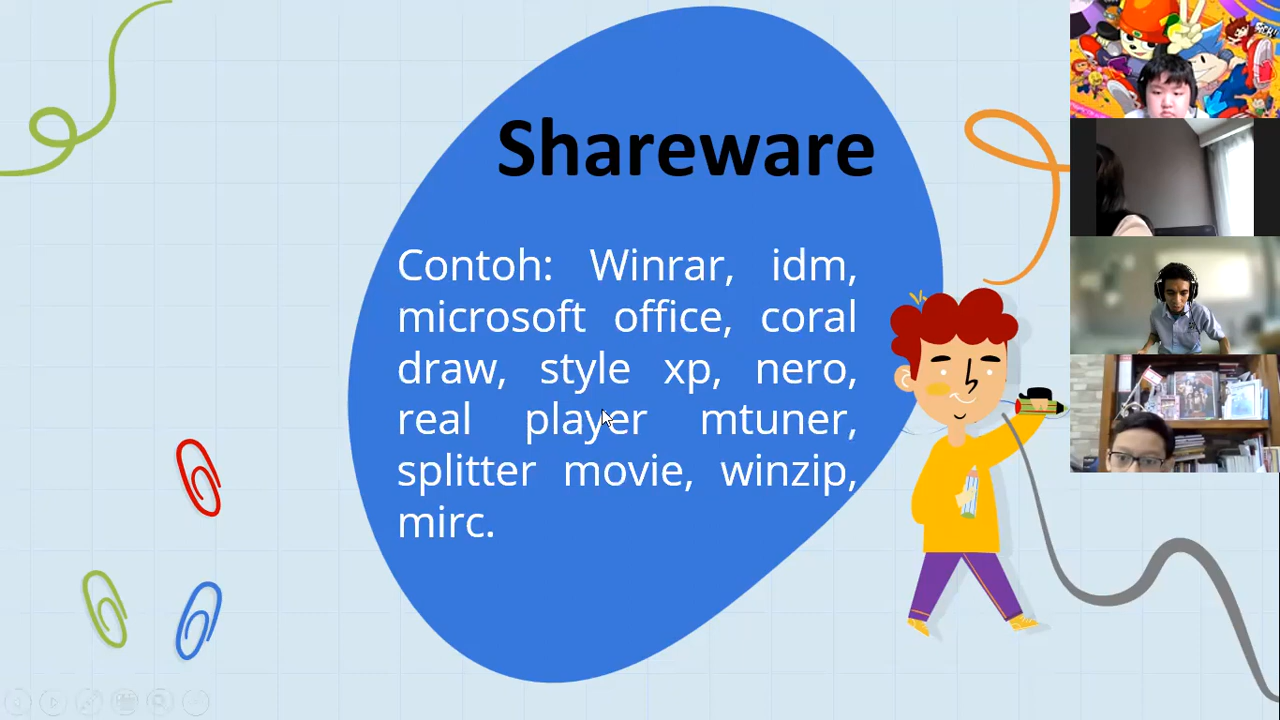 Shareware
Contoh: Winrar, idm,
microsoft office, coral
draw, style xp, nero,
real player mtuner,
splitter movie, winzip,
mirc.